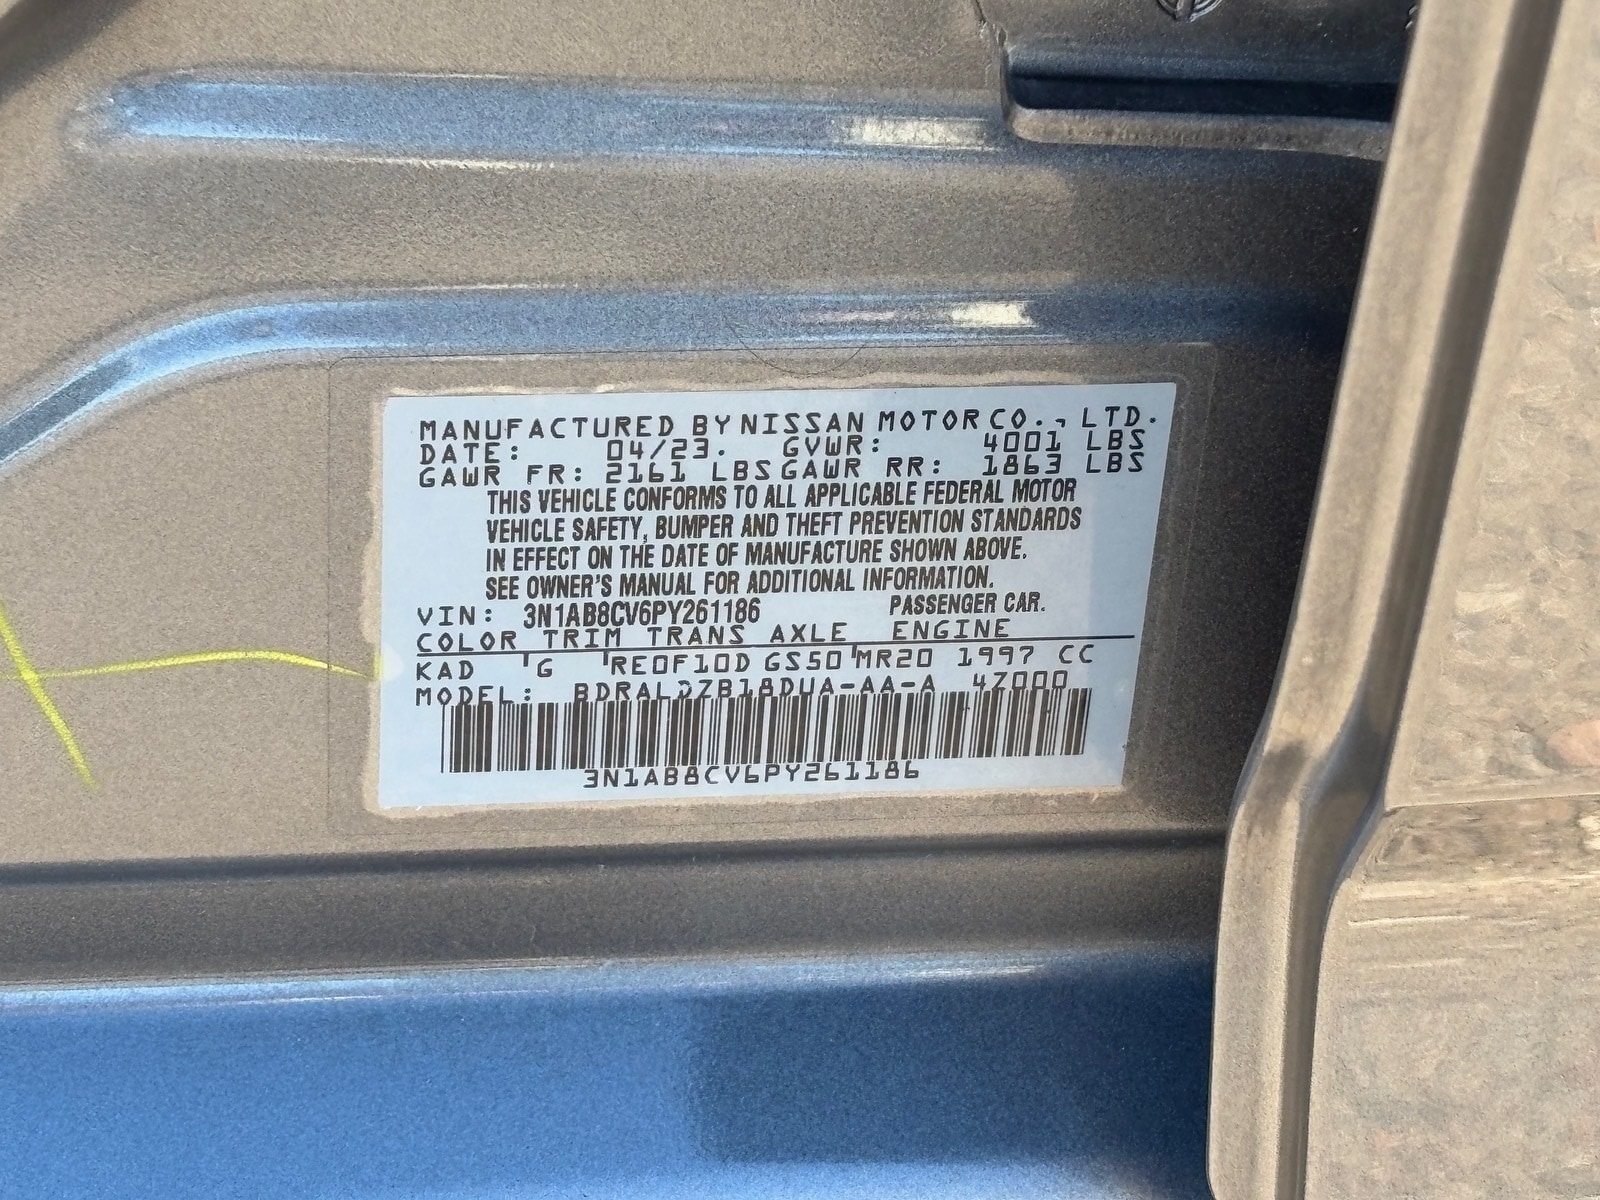 MANUFACTURED BY NISSAN MOTOR CO., LTD.
DATE: 04/23. GVWR: 4001 LBS
GAWR FR: 2161 LBS GAWR RR: 1863 LBS
THIS VEHICLE CONFORMS TO ALL APPLICABLE FEDERAL MOTOR
VEHICLE SAFETY, BUMPER AND THEFT PREVENTION STANDARDS
IN EFFECT ON THE DATE OF MANUFACTURE SHOWN ABOVE.
SEE OWNER'S MANUAL FOR ADDITIONAL INFORMATION.
VIN: 3N1AB8CV6PY261186 PASSENGER CAR.
COLOR TRIM TRANS AXLE ENGINE
KAD G RE0F10D GS50 MR20 1997 CC
MODEL: BDRALDZB18DUA-AA-A 4Z000
3N1AB8CV6PY261186